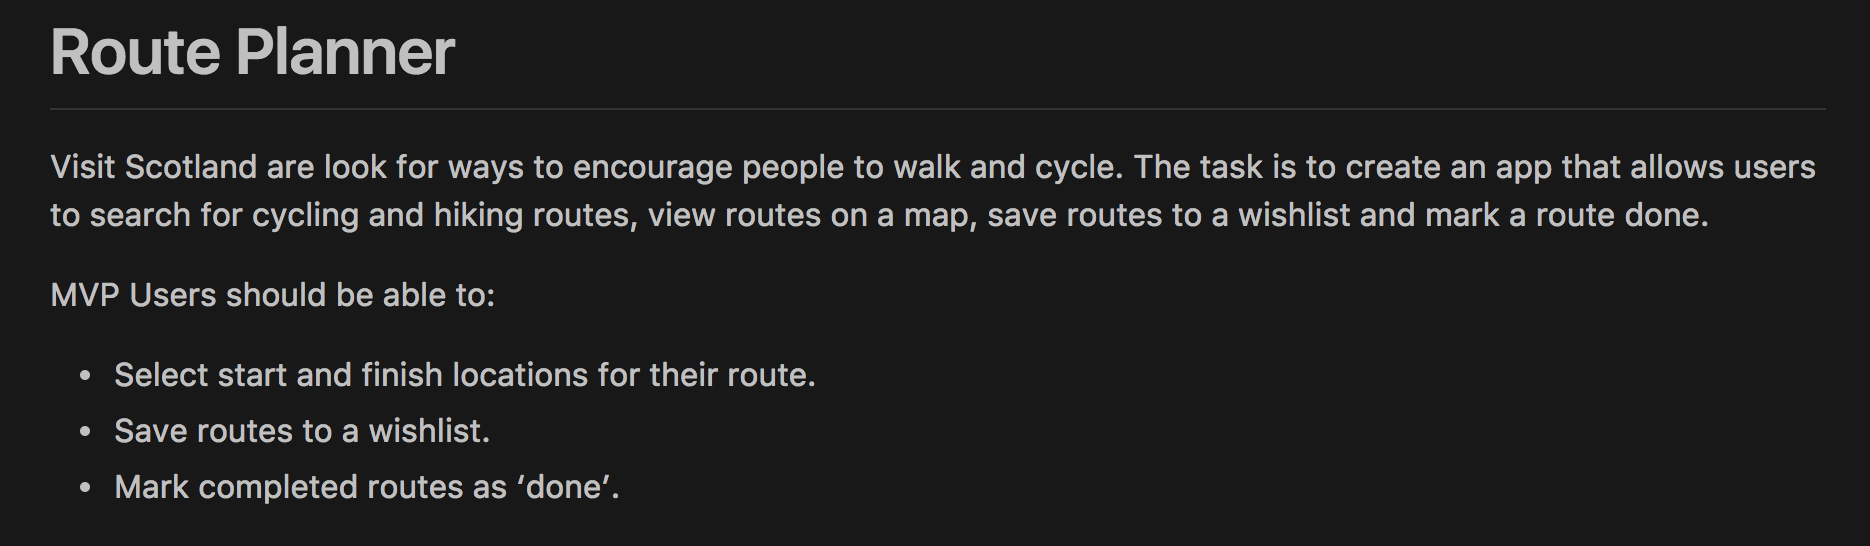 Route Planner
Visit Scotland are look for ways to encourage people to walk and cycle. The task is to create an app that allows users
to search for cycling and hiking routes, view routes on a map, save routes to a wishlist and mark a route done.
MVP Users should be able to:
• Select start and finish locations for their route.
• Save routes to a wishlist.
• Mark completed routes as ‘done’.